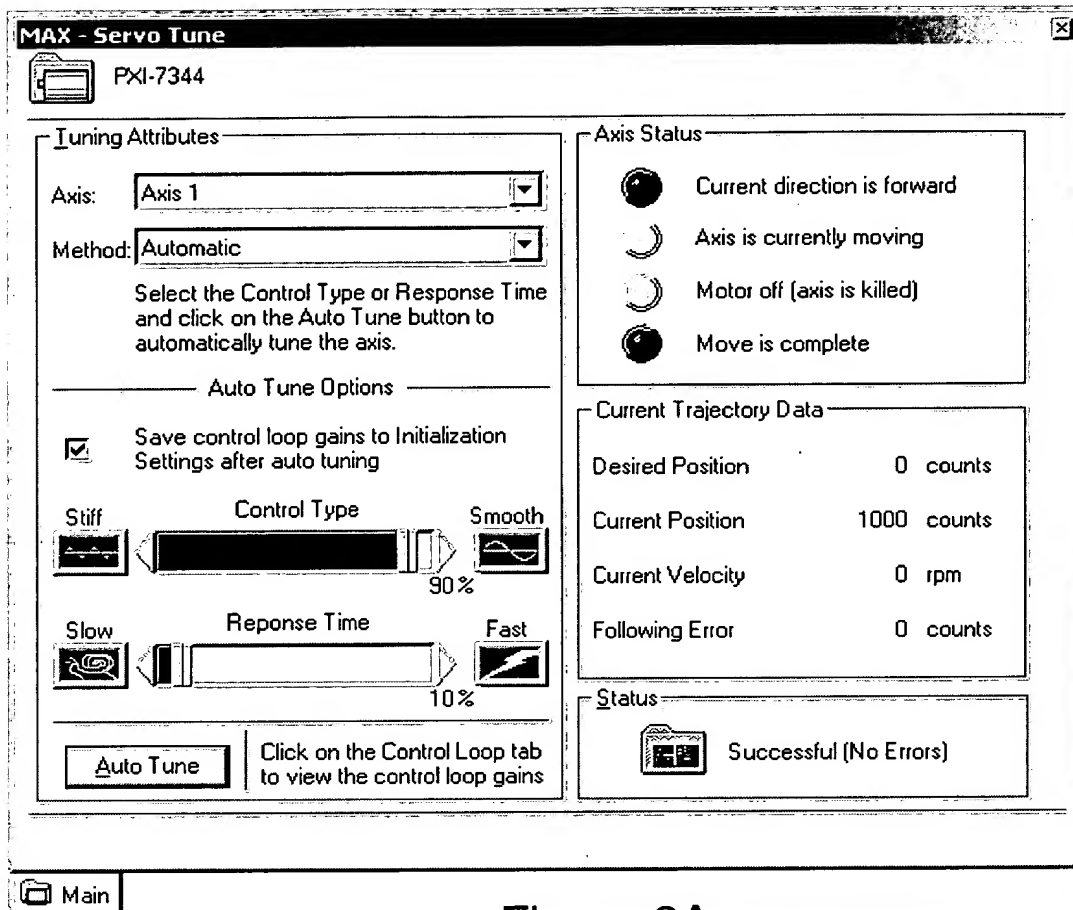 MAX - Servo Tune
PXI-7344
Tuning Attributes
Axis: Axis 1
Method: Automatic
Select the Control Type or Response Time
and click on the Auto Tune button to
automatically tune the axis.
Auto Tune Options
Save control loop gains to Initialization
Settings after auto tuning
Stiff Control Type Smooth
90%
Slow Reponse Time Fast
10%
Auto Tune
Click on the Control Loop tab
to view the control loop gains
Axis Status
Current direction is forward
Axis is currently moving
Motor off (axis is killed)
Move is complete
Current Trajectory Data
Desired Position 0 counts
Current Position 1000 counts
Current Velocity 0 rpm
Following Error 0 counts
Status
Successful (No Errors)
Main